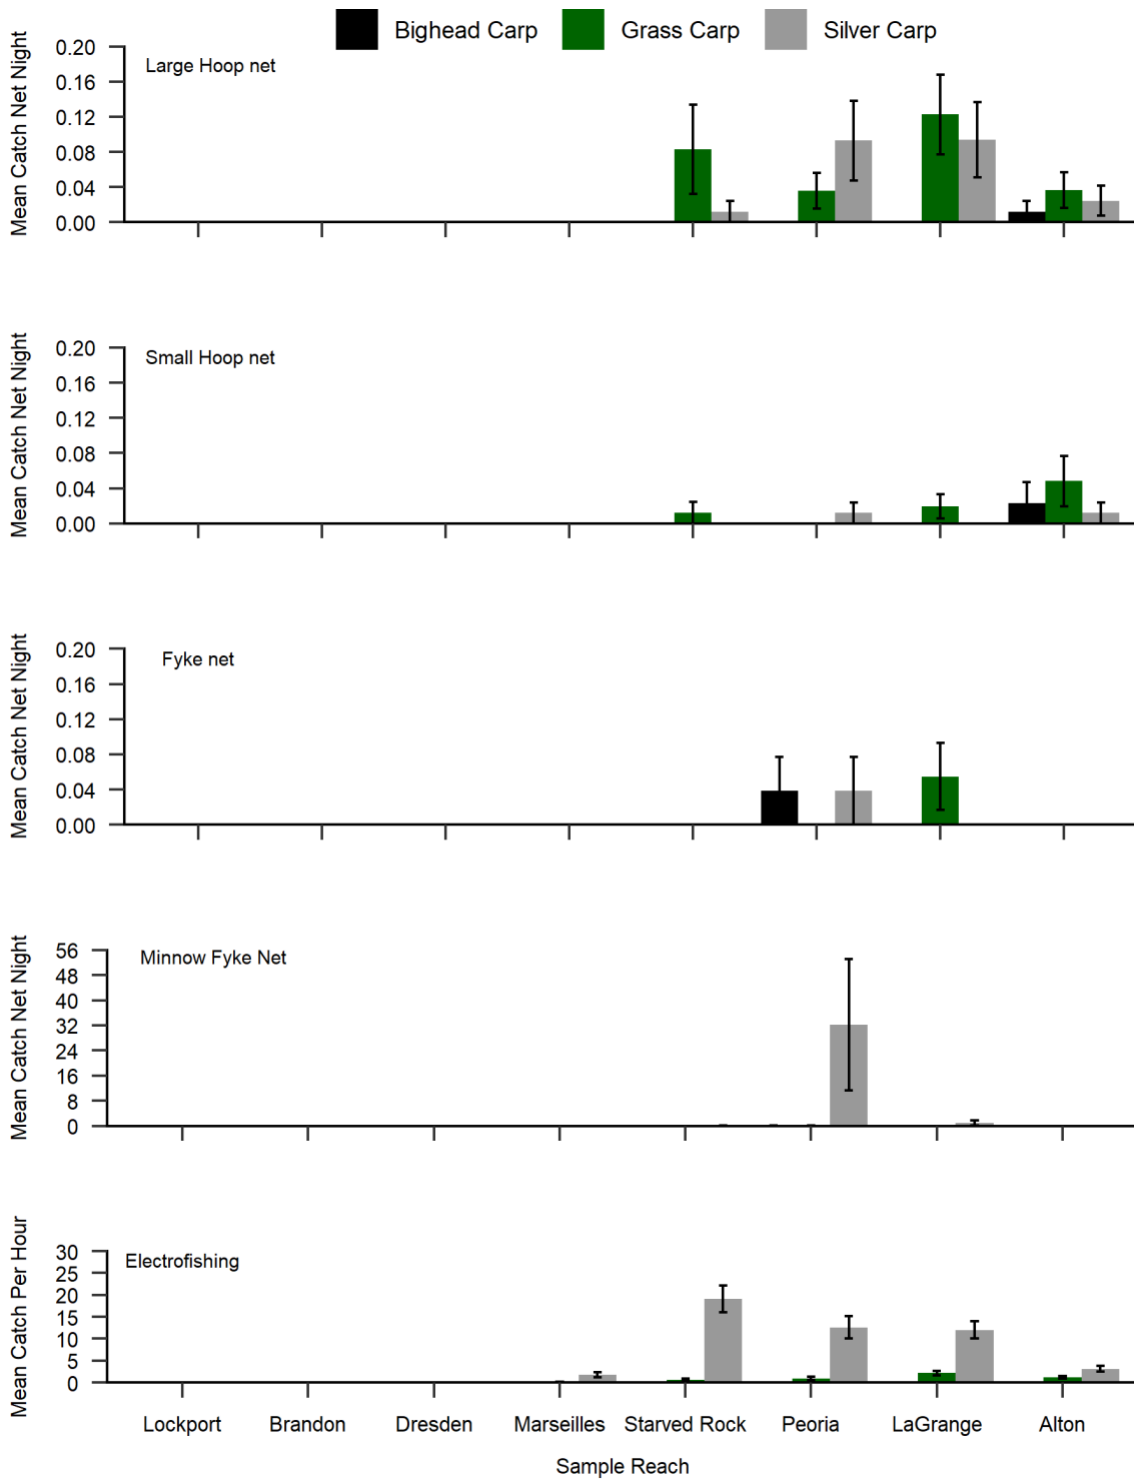 Bighead Carp Grass Carp Silver Carp
Large Hoop net
Mean Catch Net Night
0.20
0.16
0.12
0.08
0.04
0.00
Small Hoop net
Mean Catch Net Night
0.20
0.16
0.12
0.08
0.04
0.00
Fyke net
Mean Catch Net Night
0.20
0.16
0.12
0.08
0.04
0.00
Minnow Fyke Net
Mean Catch Net Night
56
48
40
32
24
16
8
0
Electrofishing
Mean Catch Per Hour
30
25
20
15
10
5
0
Lockport Brandon Dresden Marseilles Starved Rock Peoria LaGrange Alton
Sample Reach